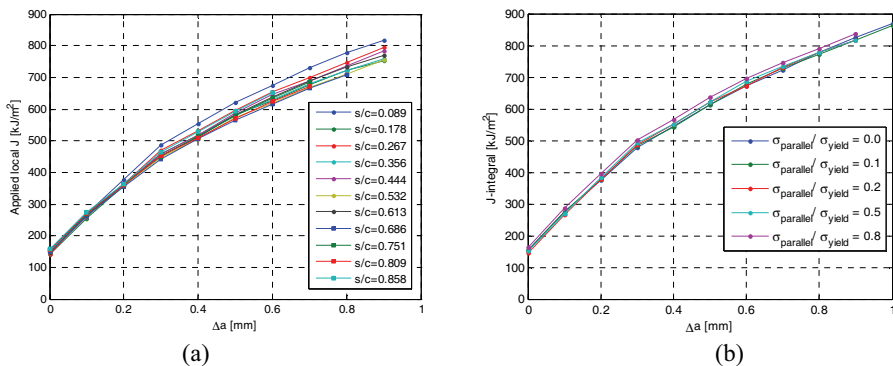 900
800
700
600
500
400
300
200
100
0
Applied local J [kJ/m²]
0
0.2
0.4
0.6
0.8
1
Δa [mm]
s/c=0.089
s/c=0.178
s/c=0.267
s/c=0.356
s/c=0.444
s/c=0.532
s/c=0.613
s/c=0.686
s/c=0.751
s/c=0.809
s/c=0.858
(a)
900
800
700
600
500
400
300
200
100
0
J-integral [kJ/m²]
0
0.2
0.4
0.6
0.8
1
Δa [mm]
σparallel/ σyield = 0.0
σparallel/ σyield = 0.1
σparallel/ σyield = 0.2
σparallel/ σyield = 0.5
σparallel/ σyield = 0.8
(b)